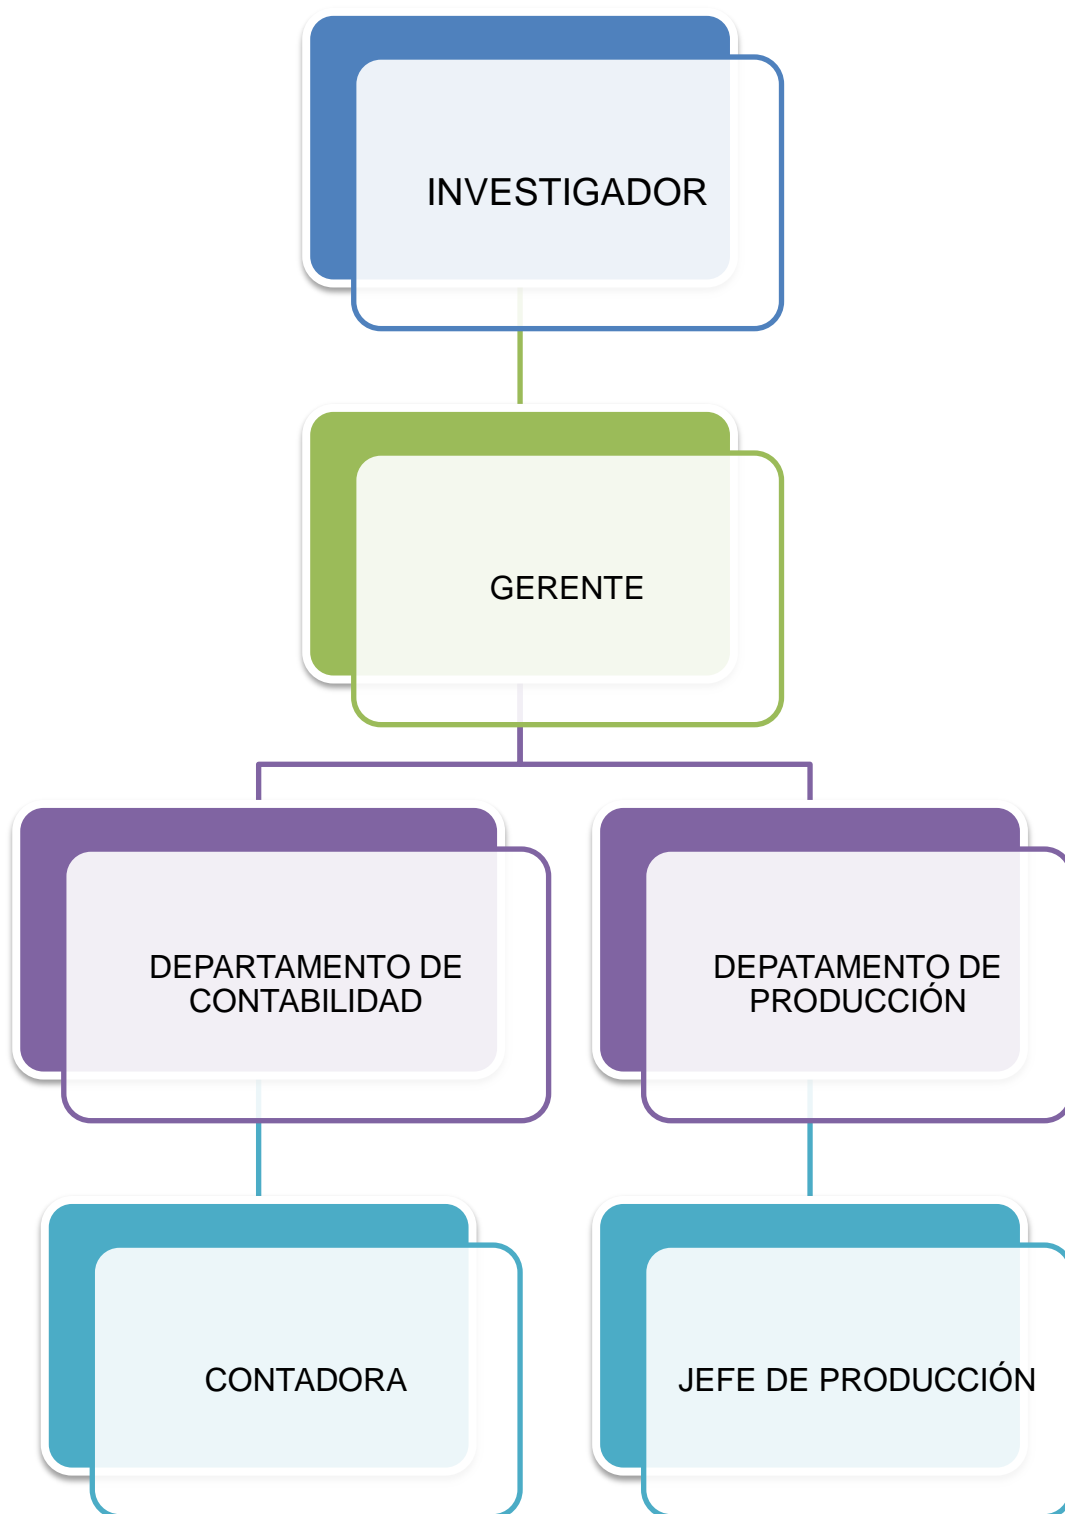 INVESTIGADOR
GERENTE
DEPARTAMENTO DE
CONTABILIDAD
DEPATAMENTO DE
PRODUCCIÓN
CONTADORA
JEFE DE PRODUCCIÓN